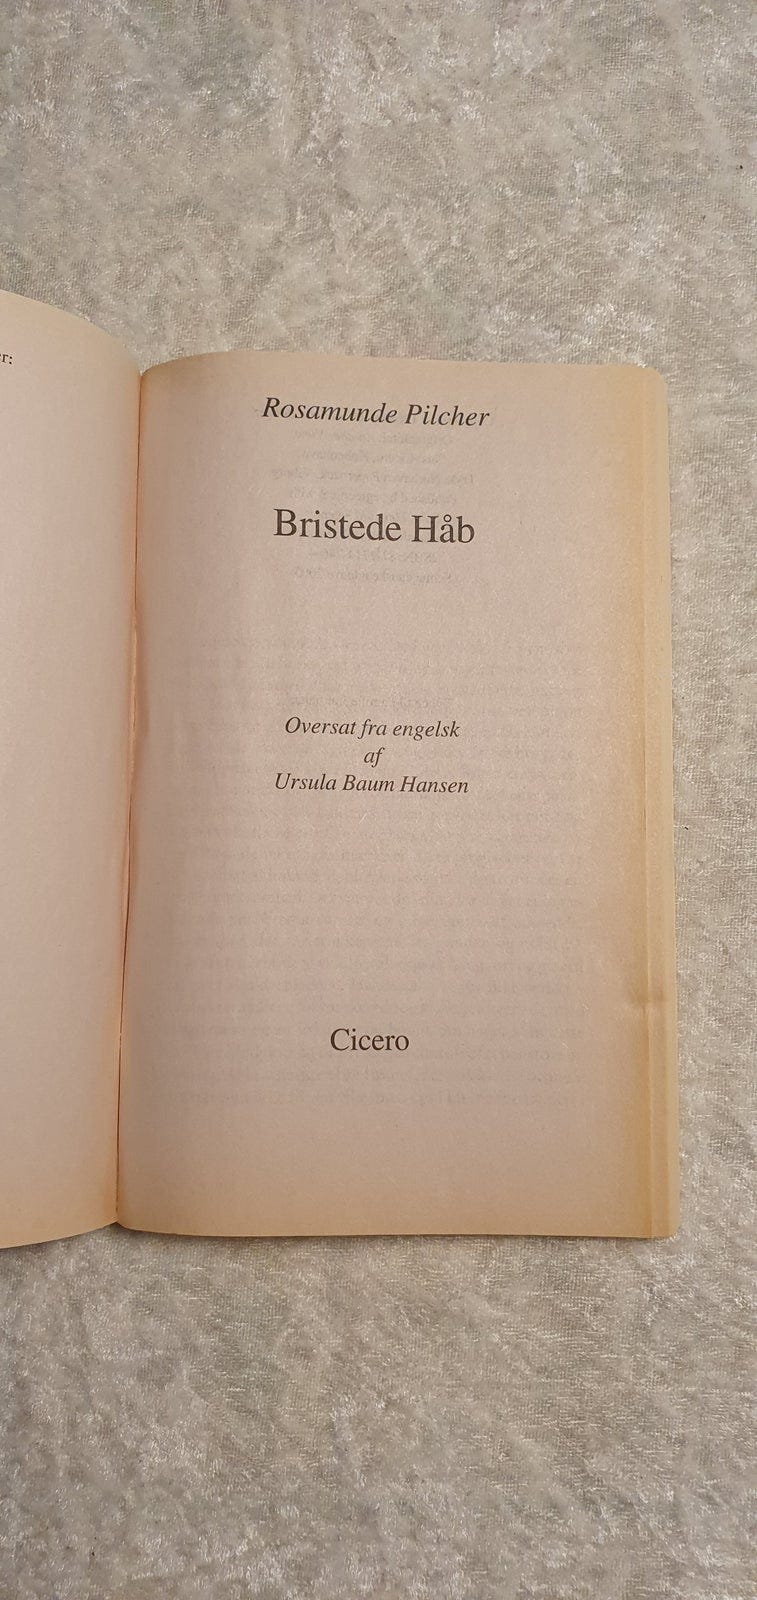 Rosamunde Pilcher
Bristede Håb
Oversat fra engelsk
af
Ursula Baum Hansen
Cicero